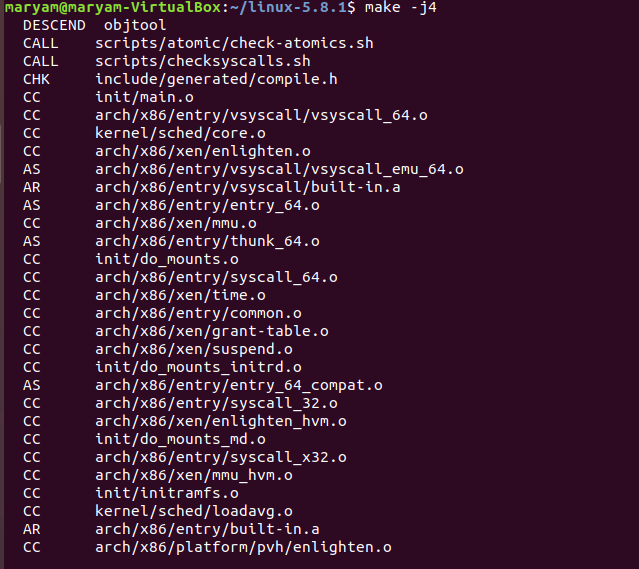 maryam@maryam-VirtualBox:~/linux-5.8.1$ make -j4
DESCEND objtool
CALL scripts/atomic/check-atomics.sh
CALL scripts/checksyscalls.sh
CHK include/generated/compile.h
CC init/main.o
CC arch/x86/entry/vsyscall/vsyscall_64.o
CC kernel/sched/core.o
CC arch/x86/xen/enlighten.o
AS arch/x86/entry/vsyscall/vsyscall_emu_64.o
AR arch/x86/entry/vsyscall/built-in.a
AS arch/x86/entry/entry_64.o
CC arch/x86/xen/mmu.o
AS arch/x86/entry/thunk_64.o
CC init/do_mounts.o
CC arch/x86/entry/syscall_64.o
CC arch/x86/xen/time.o
CC arch/x86/entry/common.o
CC arch/x86/xen/grant-table.o
CC arch/x86/xen/suspend.o
CC init/do_mounts_initrd.o
AS arch/x86/entry/entry_64_compat.o
CC arch/x86/entry/syscall_32.o
CC arch/x86/xen/enlighten_hvm.o
CC init/do_mounts_md.o
CC arch/x86/entry/syscall_x32.o
CC arch/x86/xen/mmu_hvm.o
CC init/initramfs.o
CC kernel/sched/loadavg.o
AR arch/x86/entry/built-in.a
CC arch/x86/platform/pvh/enlighten.o